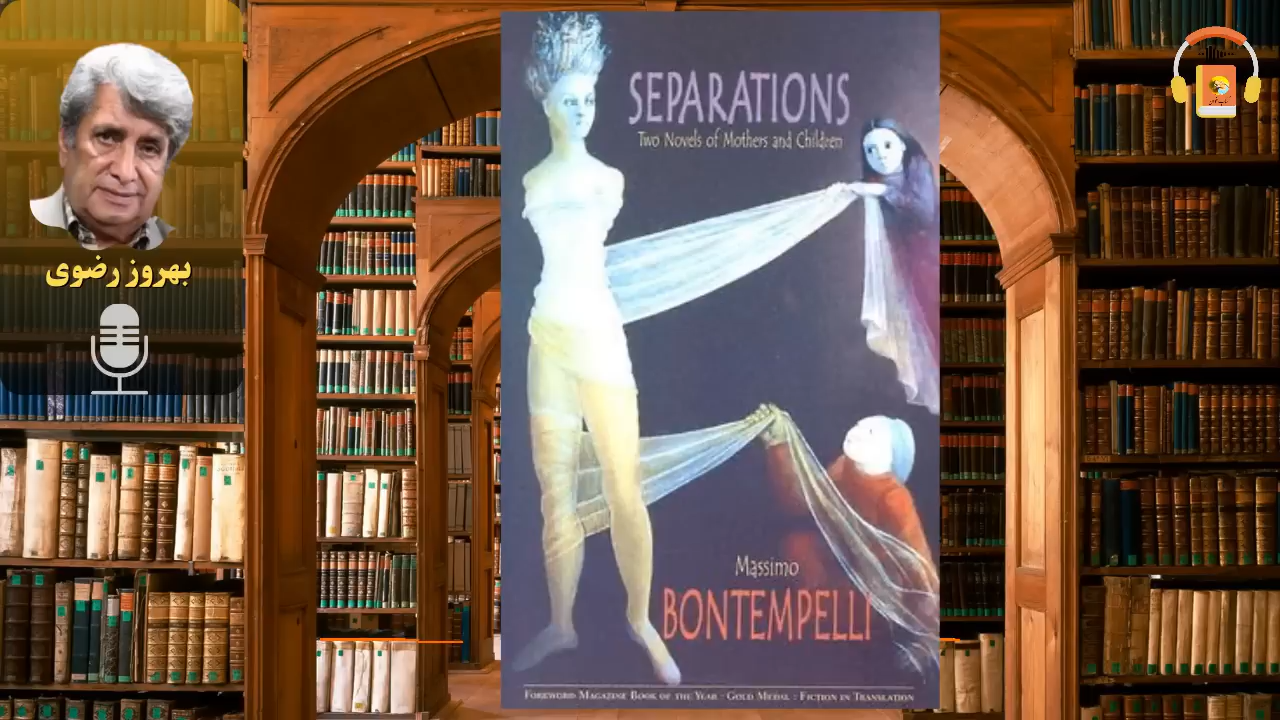 بهروز رضوی
SEPARATIONS
Two Novels of Mothers and Children
Massimo
BONTEMPELLI
FOREWORD MAGAZINE BOOK OF THE YEAR : GOLD MEDAL : FICTION IN TRANSLATION